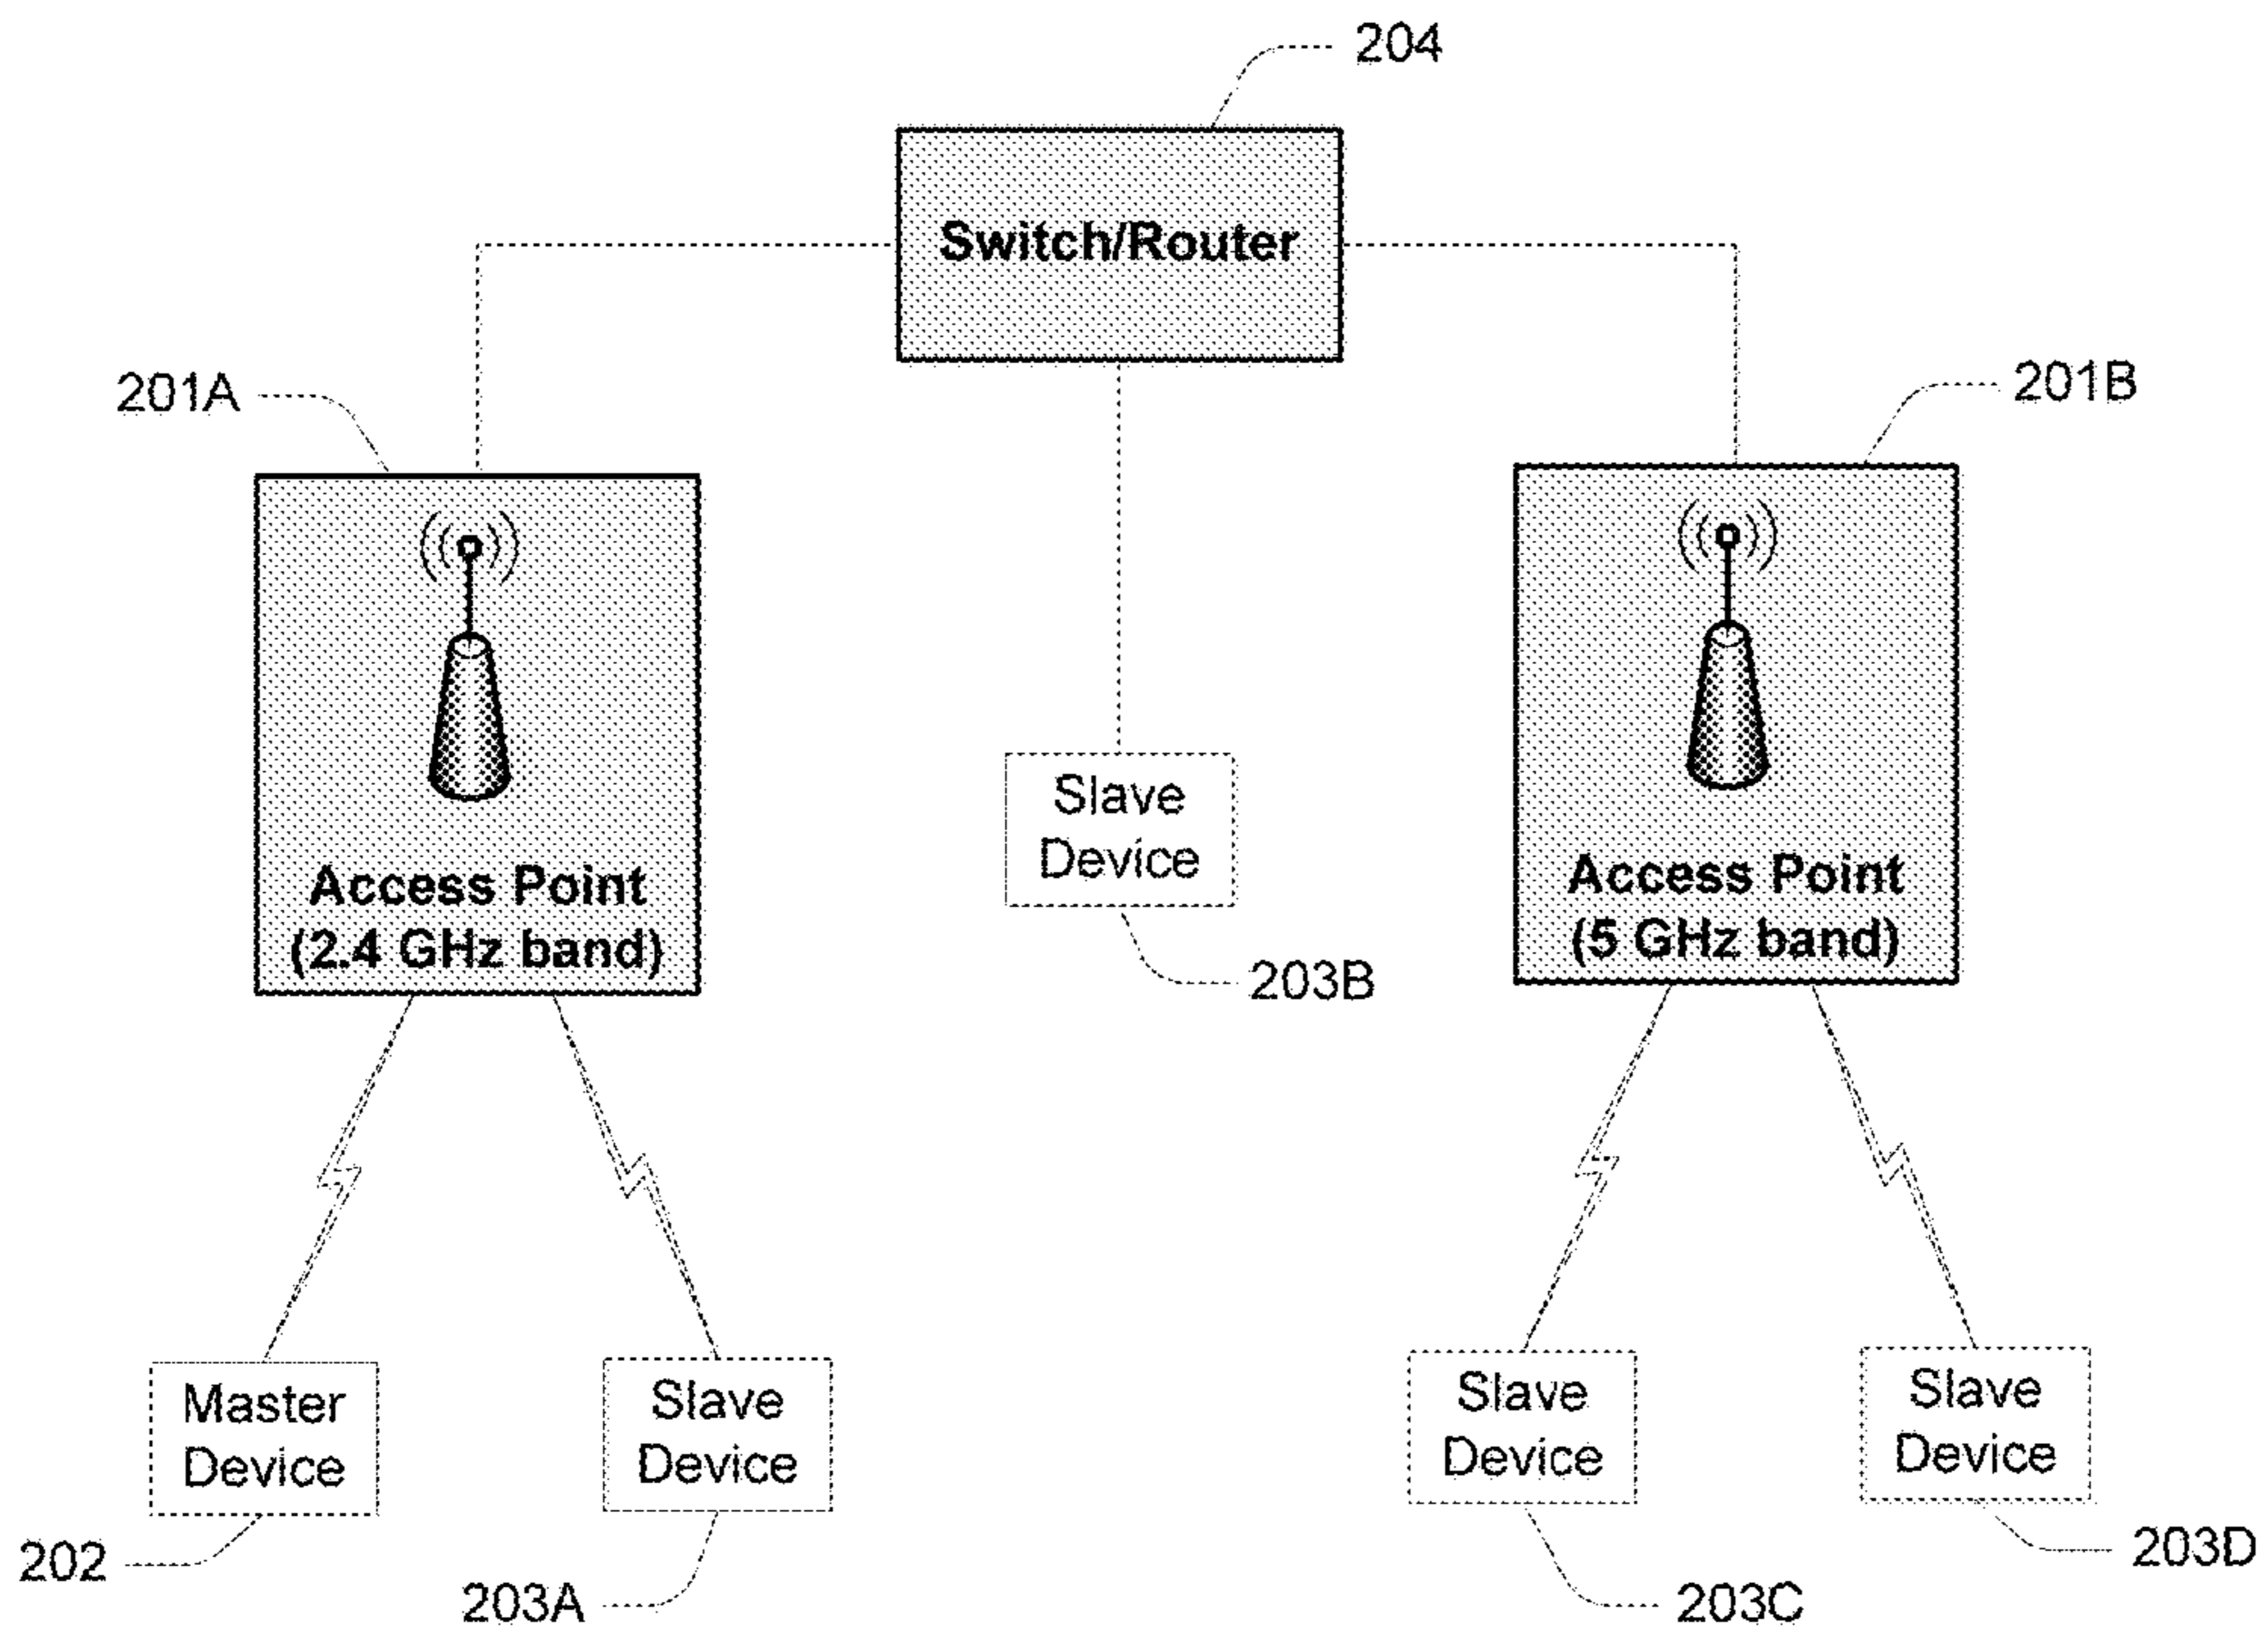 204
Switch/Router
201A
201B
Access Point
(2.4 GHz band)
Slave
Device
203B
Access Point
(5 GHz band)
Master
Device
202
Slave
Device
203A
Slave
Device
203C
Slave
Device
203D